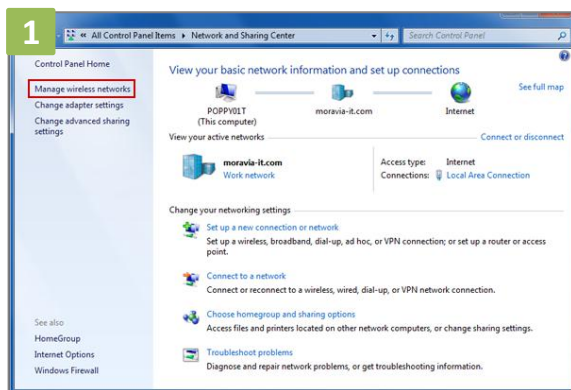 1
« All Control Panel Items ▸ Network and Sharing Center
Search Control Panel
Control Panel Home
Manage wireless networks
Change adapter settings
Change advanced sharing
settings
See also
HomeGroup
Internet Options
Windows Firewall
View your basic network information and set up connections
See full map
POPPY01T
(This computer)
moravia-it.com
Internet
View your active networks
Connect or disconnect
moravia-it.com
Work network
Access type: Internet
Connections: Local Area Connection
Change your networking settings
Set up a new connection or network
Set up a wireless, broadband, dial-up, ad hoc, or VPN connection; or set up a router or access
point.
Connect to a network
Connect or reconnect to a wireless, wired, dial-up, or VPN network connection.
Choose homegroup and sharing options
Access files and printers located on other network computers, or change sharing settings.
Troubleshoot problems
Diagnose and repair network problems, or get troubleshooting information.